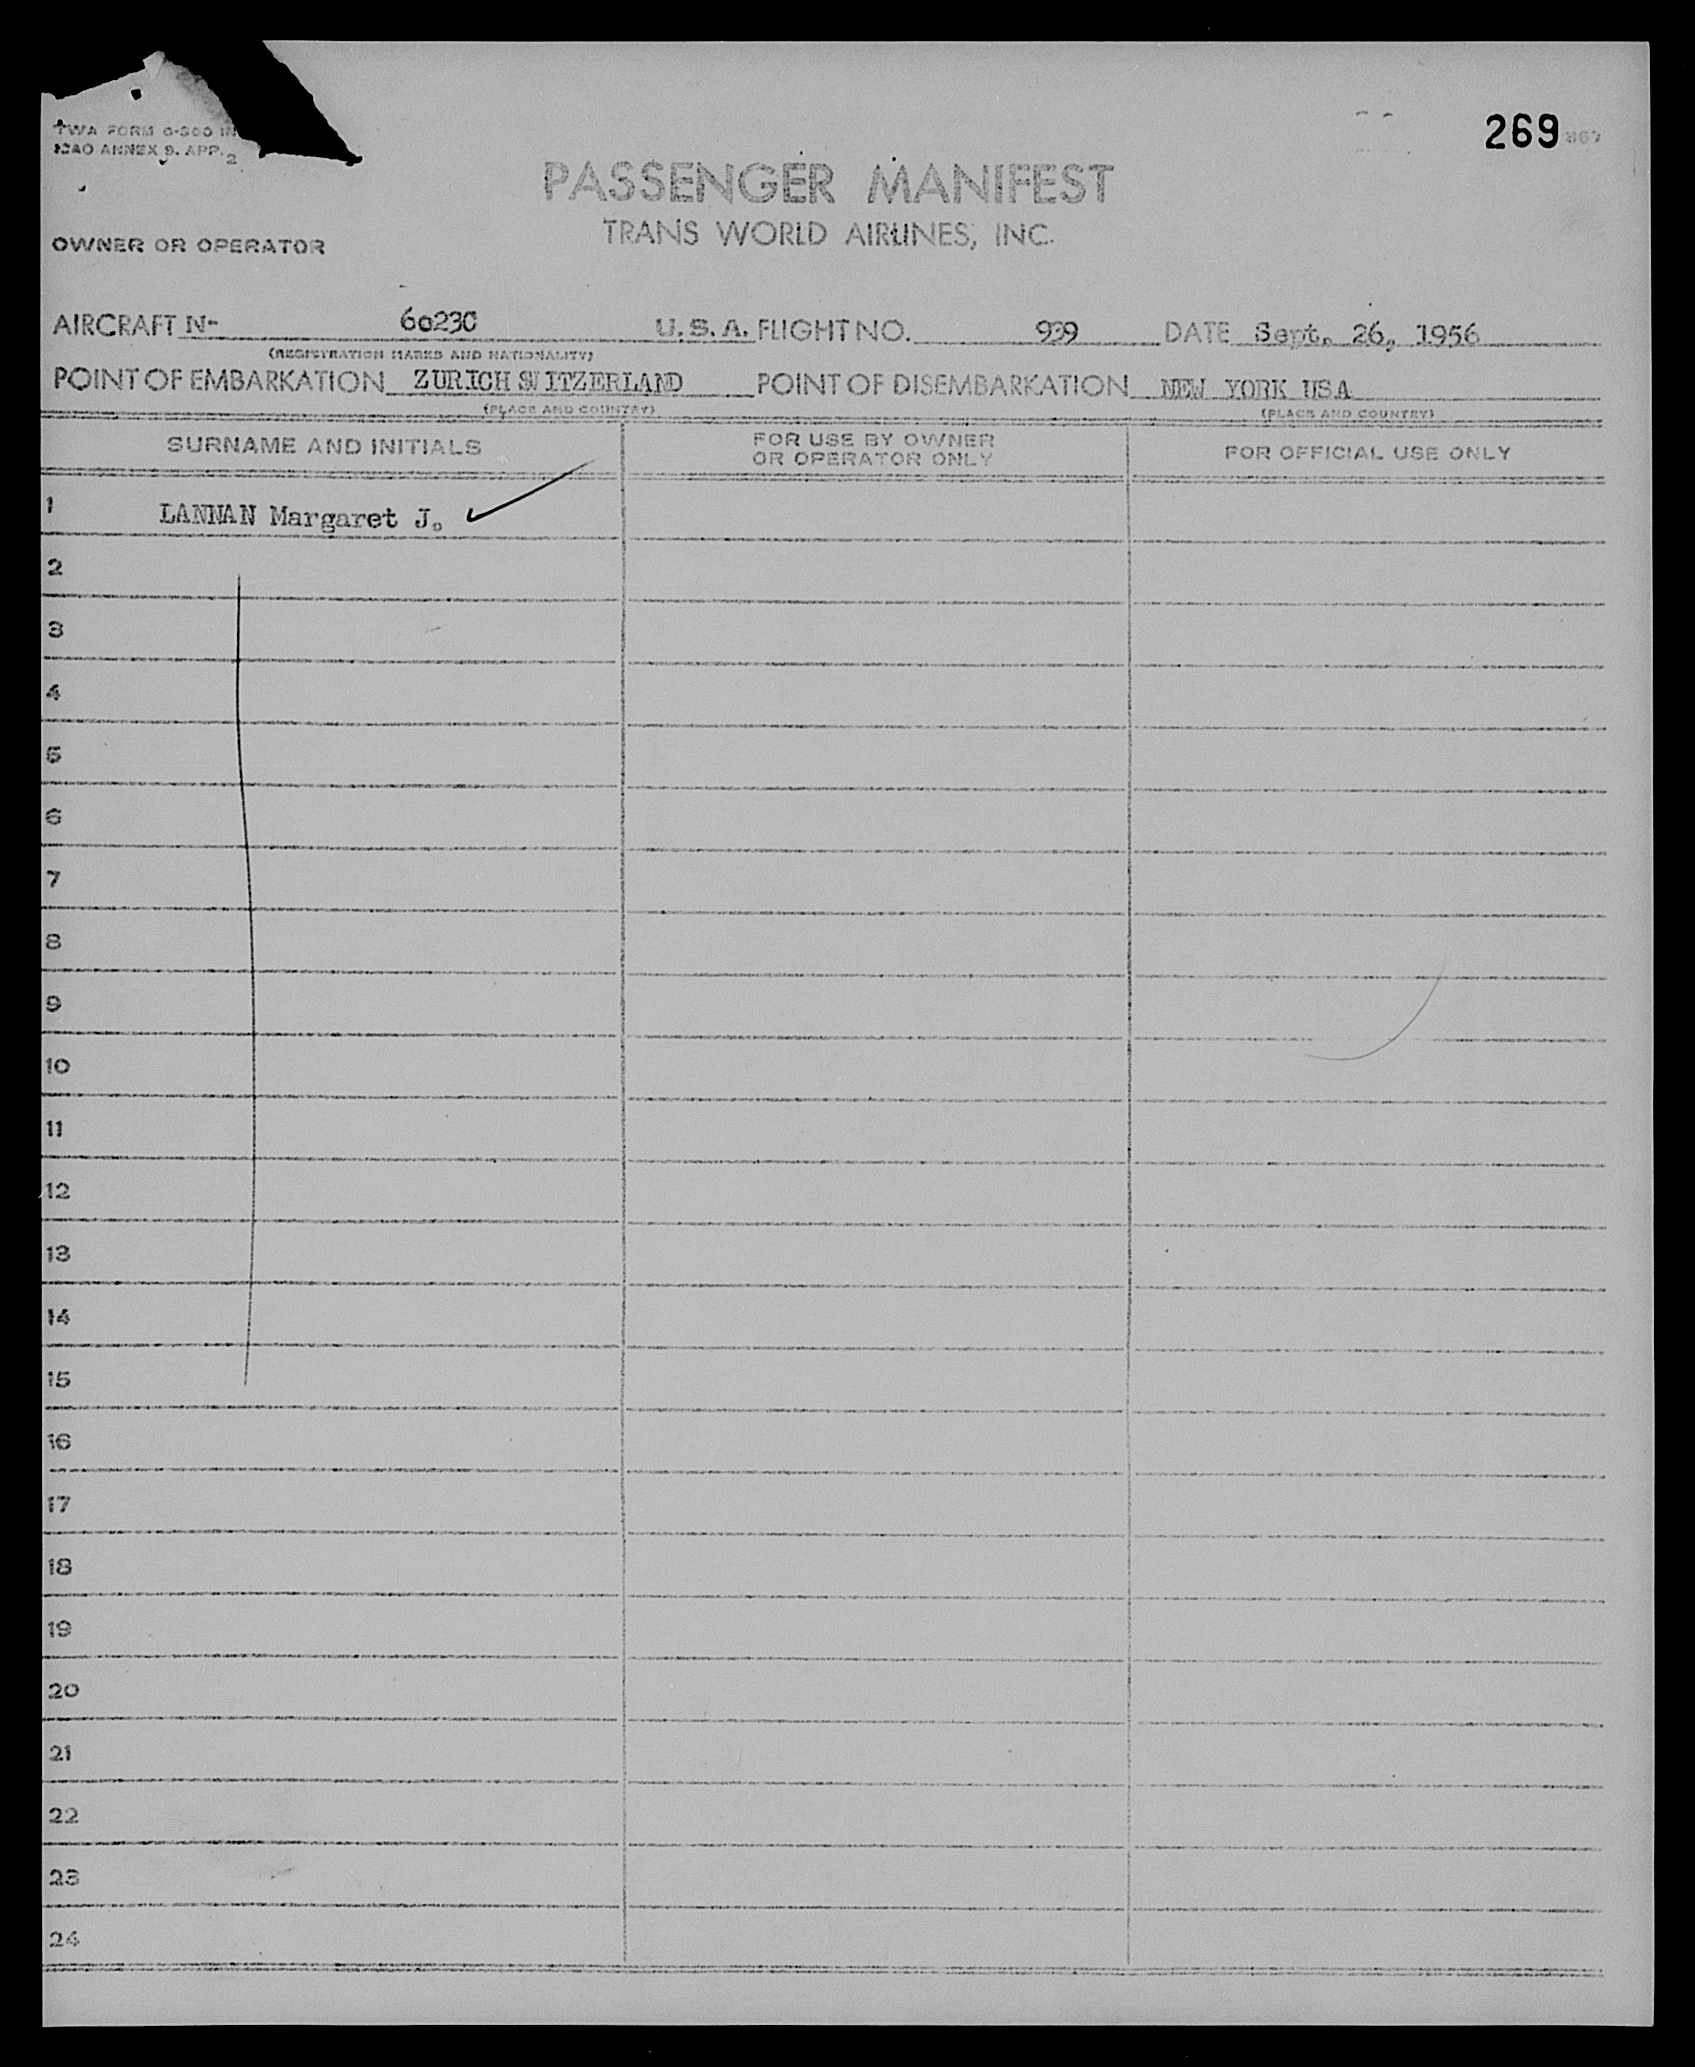 269
TWA FORM O-300 IN
ICAO ANNEX 9. APP. 2
PASSENGER MANIFEST
TRANS WORLD AIRLINES, INC.
OWNER OR OPERATOR
AIRCRAFT N- 60230 U.S.A. FLIGHT NO. 939 DATE Sept. 26, 1956
(REGISTRATION MARKS AND NATIONALITY)
POINT OF EMBARKATION ZURICH SWITZERLAND POINT OF DISEMBARKATION NEW YORK USA
(PLACE AND COUNTRY) (PLACE AND COUNTRY)
SURNAME AND INITIALS FOR USE BY OWNER OR OPERATOR ONLY FOR OFFICIAL USE ONLY
1 LANNAN Margaret J.
2
3
4
5
6
7
8
9
10
11
12
13
14
15
16
17
18
19
20
21
22
23
24